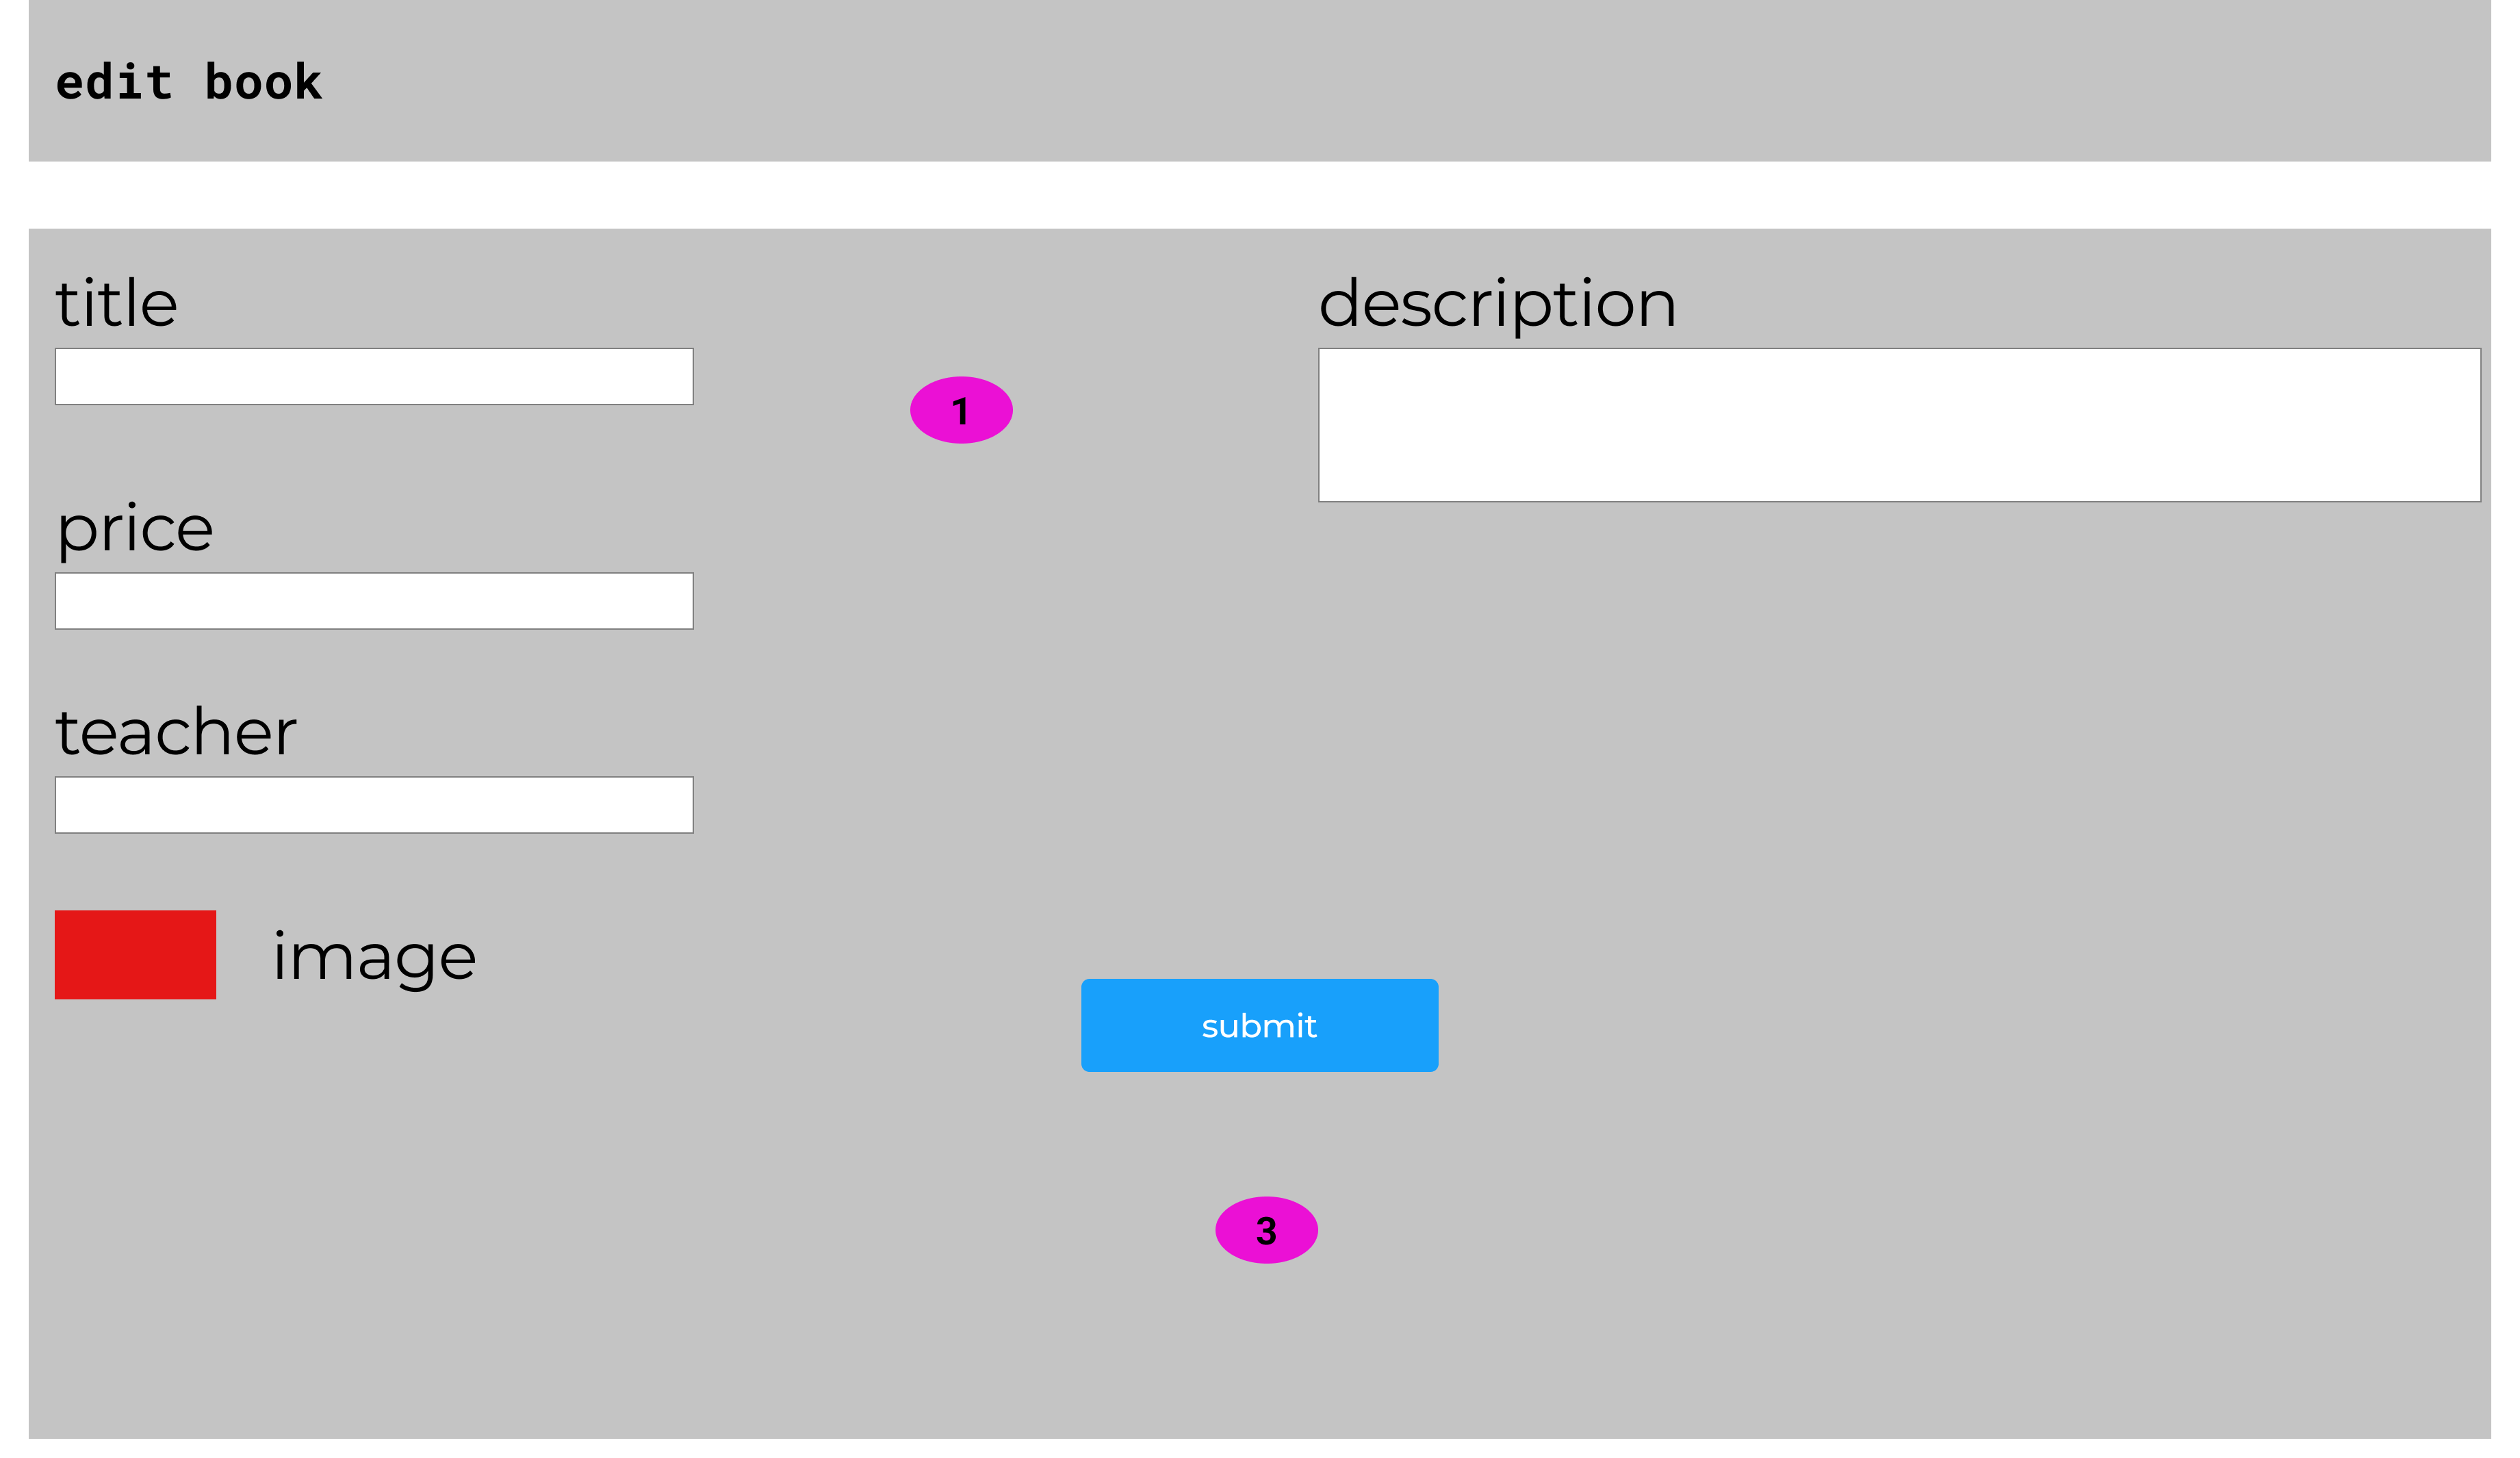 edit book
title
description
1
price
teacher
image
submit
3